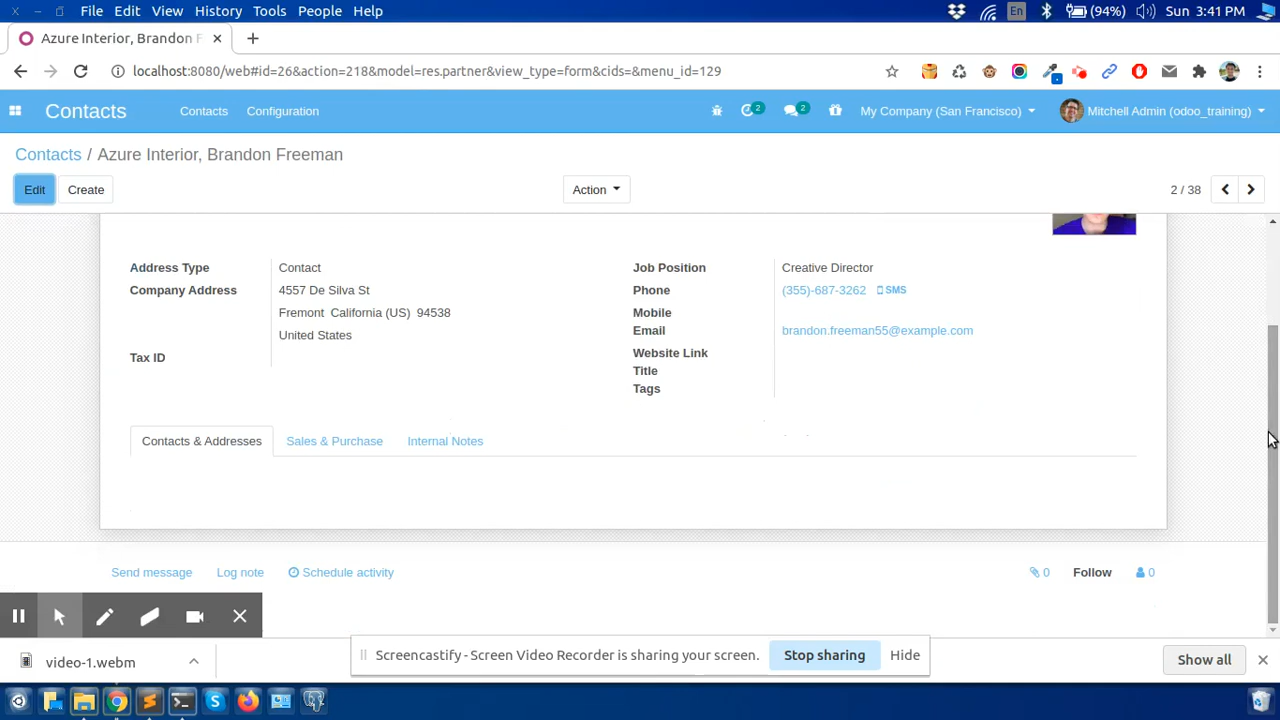 File Edit View History Tools People Help En (94%) Sun 3:41 PM
Azure Interior, Brandon F
localhost:8080/web#id=26&action=218&model=res.partner&view_type=form&cids=&menu_id=129
Contacts Contacts Configuration 2 2 My Company (San Francisco) Mitchell Admin (odoo_training)
Contacts / Azure Interior, Brandon Freeman
Edit Create Action 2 / 38
Address Type Contact Job Position Creative Director
Company Address 4557 De Silva St Phone (355)-687-3262 SMS
Fremont California (US) 94538 Mobile
United States Email brandon.freeman55@example.com
Tax ID Website Link
Title
Tags
Contacts & Addresses Sales & Purchase Internal Notes
Send message Log note Schedule activity 0 Follow 0
video-1.webm Screencastify - Screen Video Recorder is sharing your screen. Stop sharing Hide Show all